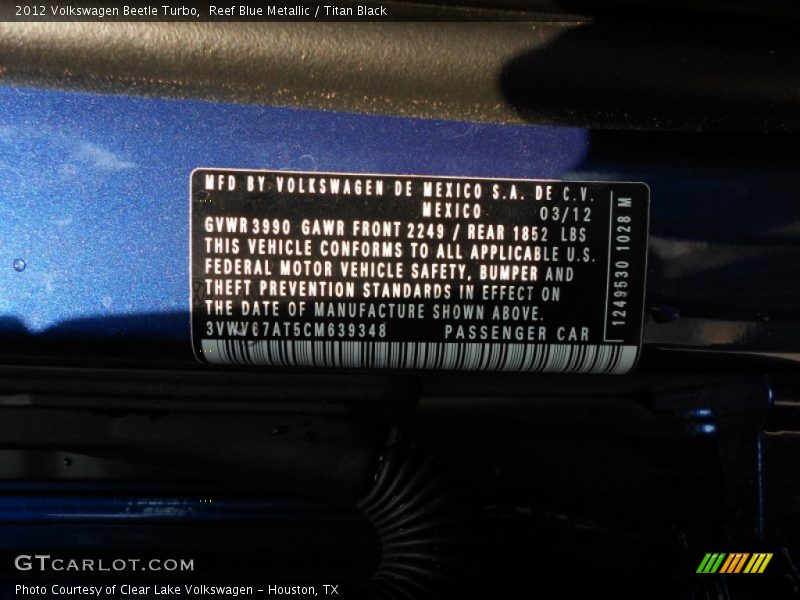 2012 Volkswagen Beetle Turbo, Reef Blue Metallic / Titan Black
MFD BY VOLKSWAGEN DE MEXICO S.A. DE C.V.
MEXICO 03/12
GVWR 3990 GAWR FRONT 2249 / REAR 1852 LBS
THIS VEHICLE CONFORMS TO ALL APPLICABLE U.S.
FEDERAL MOTOR VEHICLE SAFETY, BUMPER AND
THEFT PREVENTION STANDARDS IN EFFECT ON
THE DATE OF MANUFACTURE SHOWN ABOVE.
3VWV67AT5CM639348 PASSENGER CAR
1249530 1028 M
GTCARLOT.COM
Photo Courtesy of Clear Lake Volkswagen - Houston, TX